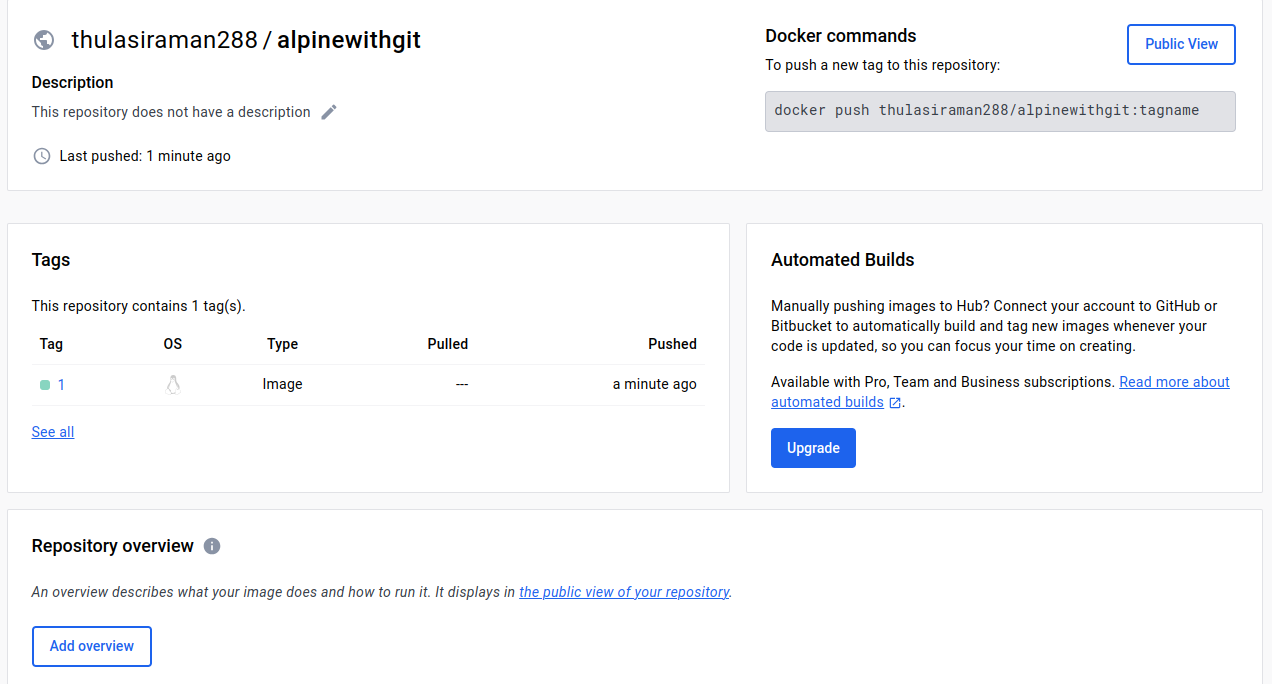 thulasiraman288 / alpinewithgit
Description
This repository does not have a description
Last pushed: 1 minute ago
Docker commands
To push a new tag to this repository:
Public View
docker push thulasiraman288/alpinewithgit:tagname
Tags
This repository contains 1 tag(s).
Tag OS Type Pulled Pushed
1 Image --- a minute ago
See all
Automated Builds
Manually pushing images to Hub? Connect your account to GitHub or
Bitbucket to automatically build and tag new images whenever your
code is updated, so you can focus your time on creating.
Available with Pro, Team and Business subscriptions. Read more about
automated builds.
Upgrade
Repository overview
An overview describes what your image does and how to run it. It displays in the public view of your repository.
Add overview